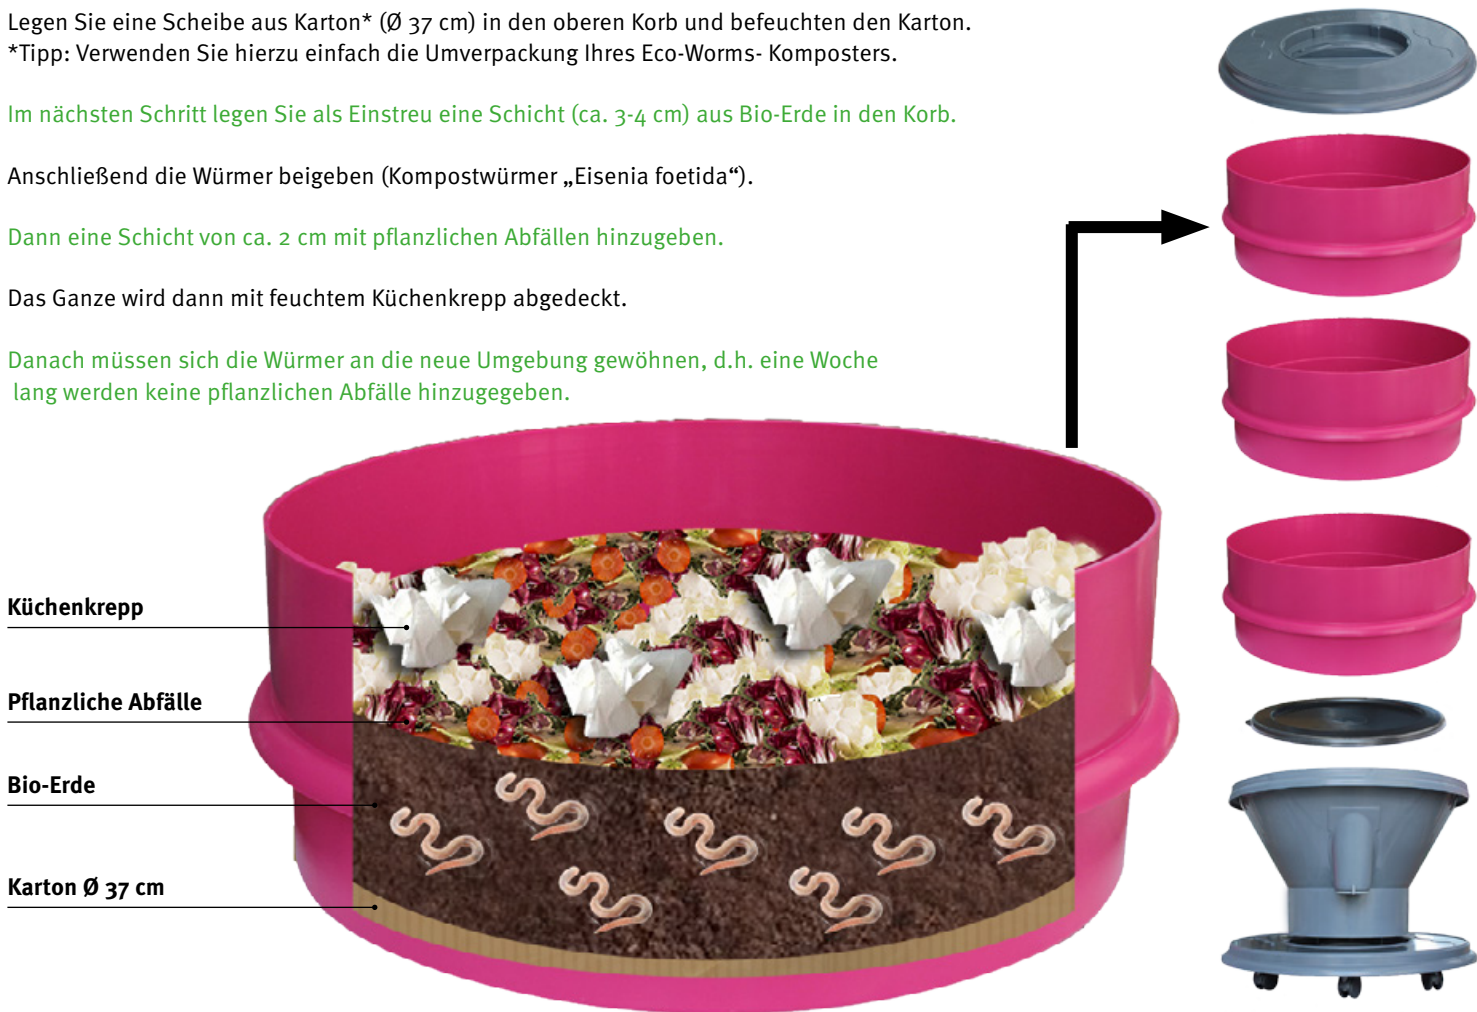 Legen Sie eine Scheibe aus Karton* (Ø 37 cm) in den oberen Korb und befeuchten den Karton.
*Tipp: Verwenden Sie hierzu einfach die Umverpackung Ihres Eco-Worms- Komposters.
Im nächsten Schritt legen Sie als Einstreu eine Schicht (ca. 3-4 cm) aus Bio-Erde in den Korb.
Anschließend die Würmer beigeben (Kompostwürmer „Eisenia foetida“).
Dann eine Schicht von ca. 2 cm mit pflanzlichen Abfällen hinzugeben.
Das Ganze wird dann mit feuchtem Küchenkrepp abgedeckt.
Danach müssen sich die Würmer an die neue Umgebung gewöhnen, d.h. eine Woche
lang werden keine pflanzlichen Abfälle hinzugegeben.
Küchenkrepp
Pflanzliche Abfälle
Bio-Erde
Karton Ø 37 cm